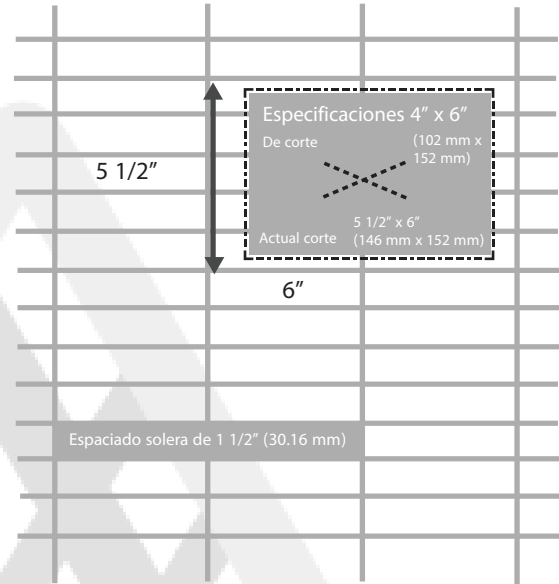 Especificaciones 4” x 6”
De corte
(102 mm x
152 mm)
5 1/2”
5 1/2” x 6”
Actual corte
(146 mm x 152 mm)
6”
Espaciado solera de 1 1/2” (30.16 mm)